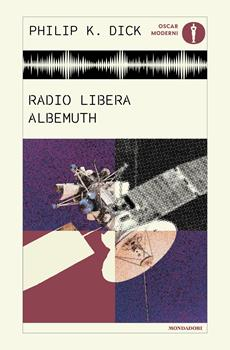 PHILIP K. DICK
OSCAR
MODERNI
RADIO LIBERA
ALBEMUTH
MONDADORI